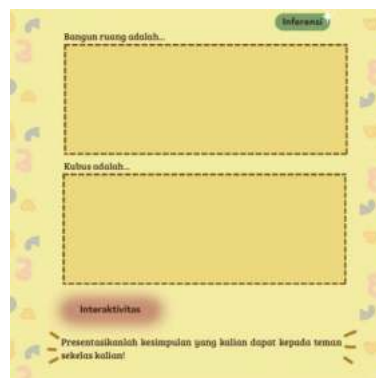 Inferensi
Bangun ruang adalah...
Kubus adalah...
Interaktivitas
Presentasikanlah kesimpulan yang kalian dapat kepada teman
sekelas kalian!